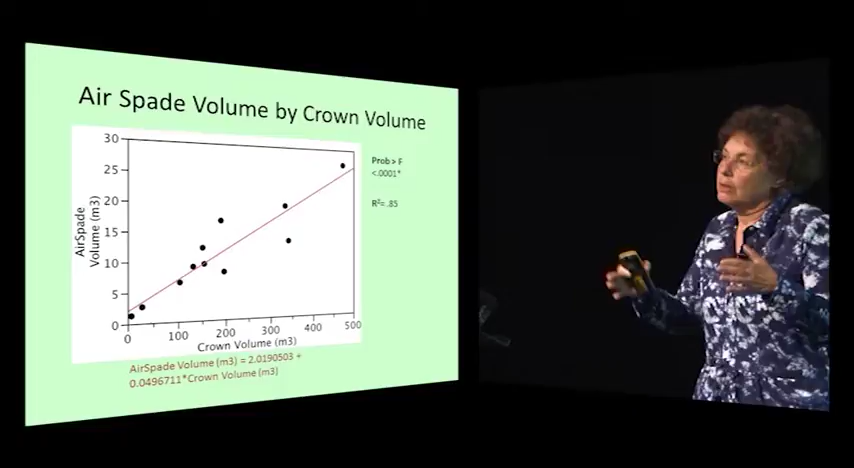 Air Spade Volume by Crown Volume
30
25
20
15
10
5
0
AirSpade
Volume (m3)
0 100 200 300 400 500
Crown Volume (m3)
Prob > F
<.0001*
R²= .85
AirSpade Volume (m3) = 2.0190503 +
0.0496711*Crown Volume (m3)